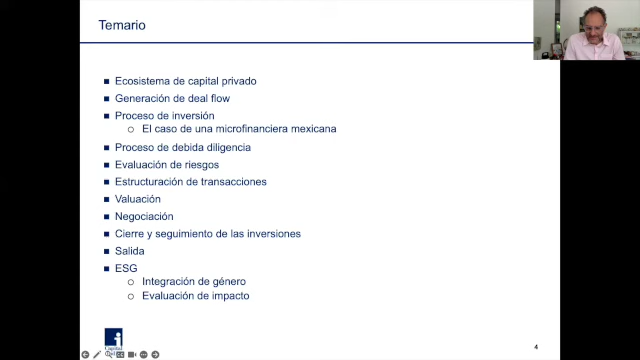 Temario
Ecosistema de capital privado
Generación de deal flow
Proceso de inversión
El caso de una microfinanciera mexicana
Proceso de debida diligencia
Evaluación de riesgos
Estructuración de transacciones
Valuación
Negociación
Cierre y seguimiento de las inversiones
Salida
ESG
Integración de género
Evaluación de impacto
4